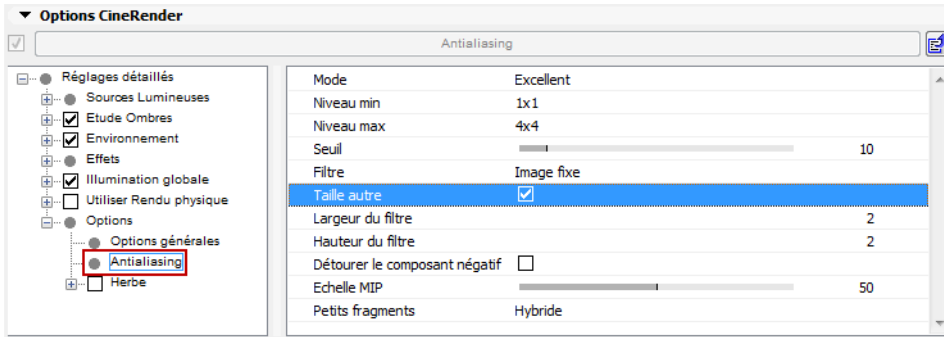 Options CineRender
Antialiasing
Réglages détaillés
Sources Lumineuses
Etude Ombres
Environnement
Effets
Illumination globale
Utiliser Rendu physique
Options
Options générales
Antialiasing
Herbe
Mode Excellent
Niveau min 1x1
Niveau max 4x4
Seuil 10
Filtre Image fixe
Taille autre
Largeur du filtre 2
Hauteur du filtre 2
Détourer le composant négatif
Echelle MIP 50
Petits fragments Hybride